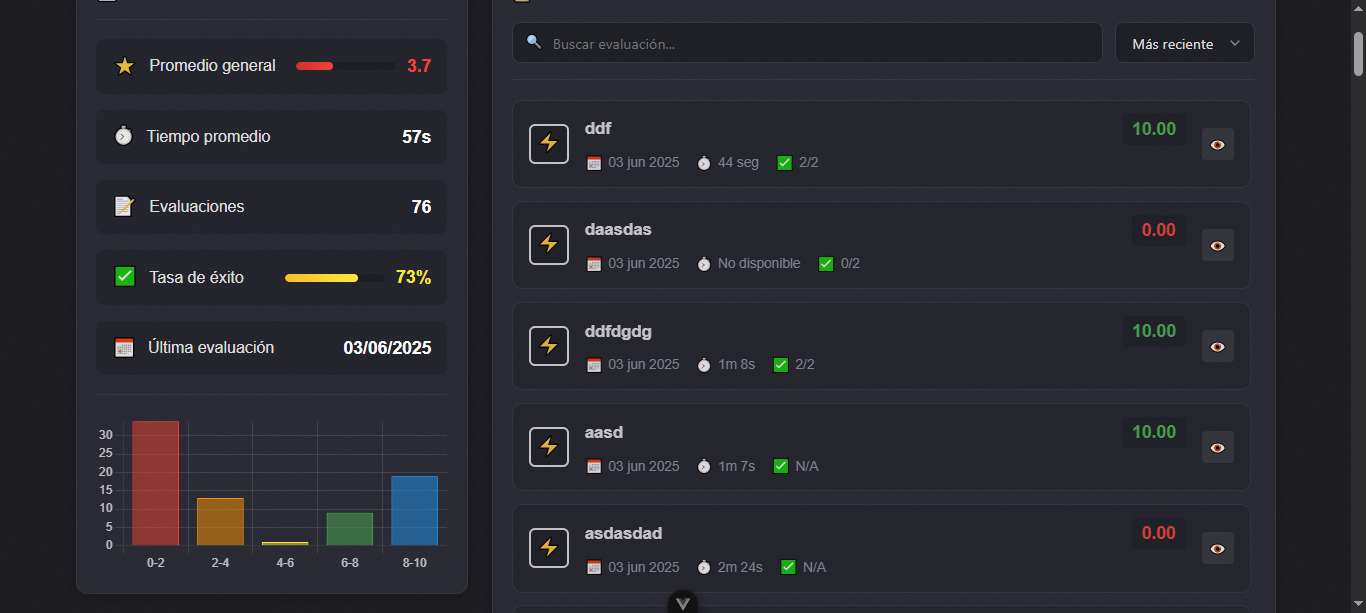 Promedio general 3.7
Tiempo promedio 57s
Evaluaciones 76
Tasa de éxito 73%
Última evaluación 03/06/2025
30
25
20
15
10
5
0
0-2 2-4 4-6 6-8 8-10
Buscar evaluación... Más reciente
ddf 10.00
03 jun 2025 44 seg 2/2
daasdas 0.00
03 jun 2025 No disponible 0/2
ddfdgdg 10.00
03 jun 2025 1m 8s 2/2
aasd 10.00
03 jun 2025 1m 7s N/A
asdasdad 0.00
03 jun 2025 2m 24s N/A